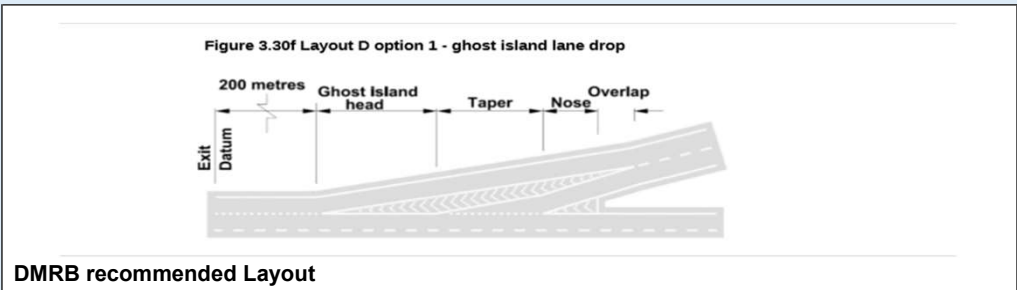 Figure 3.30f Layout D option 1 - ghost island lane drop
200 metres
Ghost Island
head
Taper
Nose
Overlap
Exit
Datum
DMRB recommended Layout